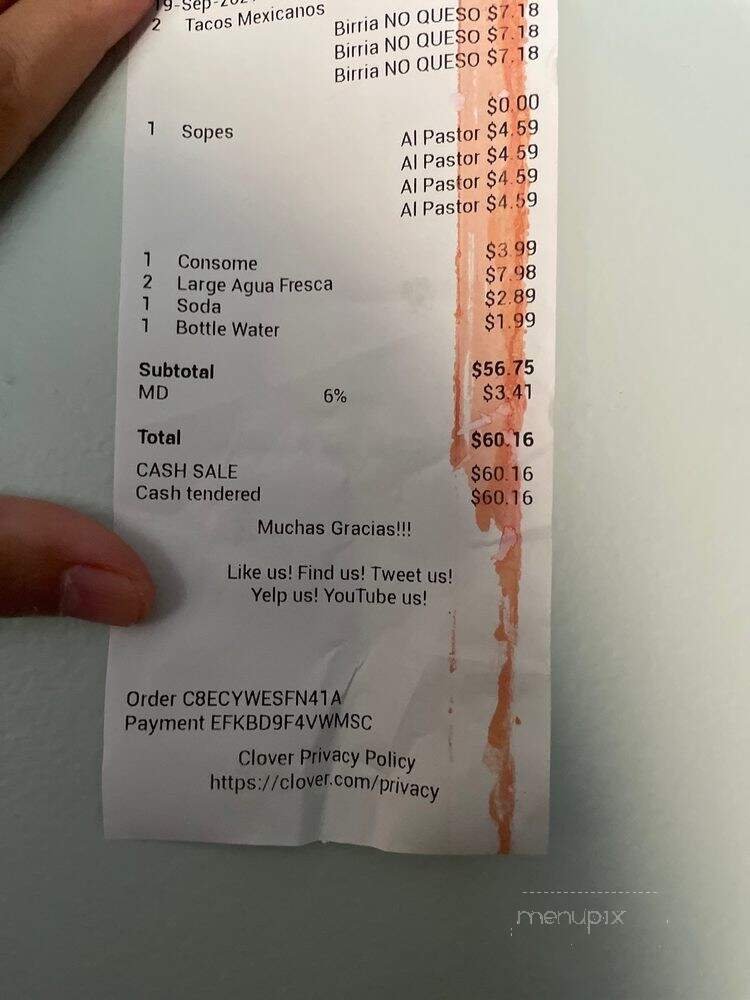 19-Sep-202
2 Tacos Mexicanos
Birria NO QUESO $7.18
Birria NO QUESO $7.18
Birria NO QUESO $7.18
$0.00
1 Sopes
Al Pastor $4.59
Al Pastor $4.59
Al Pastor $4.59
Al Pastor $4.59
1 Consome $3.99
2 Large Agua Fresca $7.98
1 Soda $2.89
1 Bottle Water $1.99
Subtotal $56.75
MD 6% $3.41
Total $60.16
CASH SALE $60.16
Cash tendered $60.16
Muchas Gracias!!!
Like us! Find us! Tweet us!
Yelp us! YouTube us!
Order C8ECYWESFN41A
Payment EFKBD9F4VWMSC
Clover Privacy Policy
https://clover.com/privacy
menupix